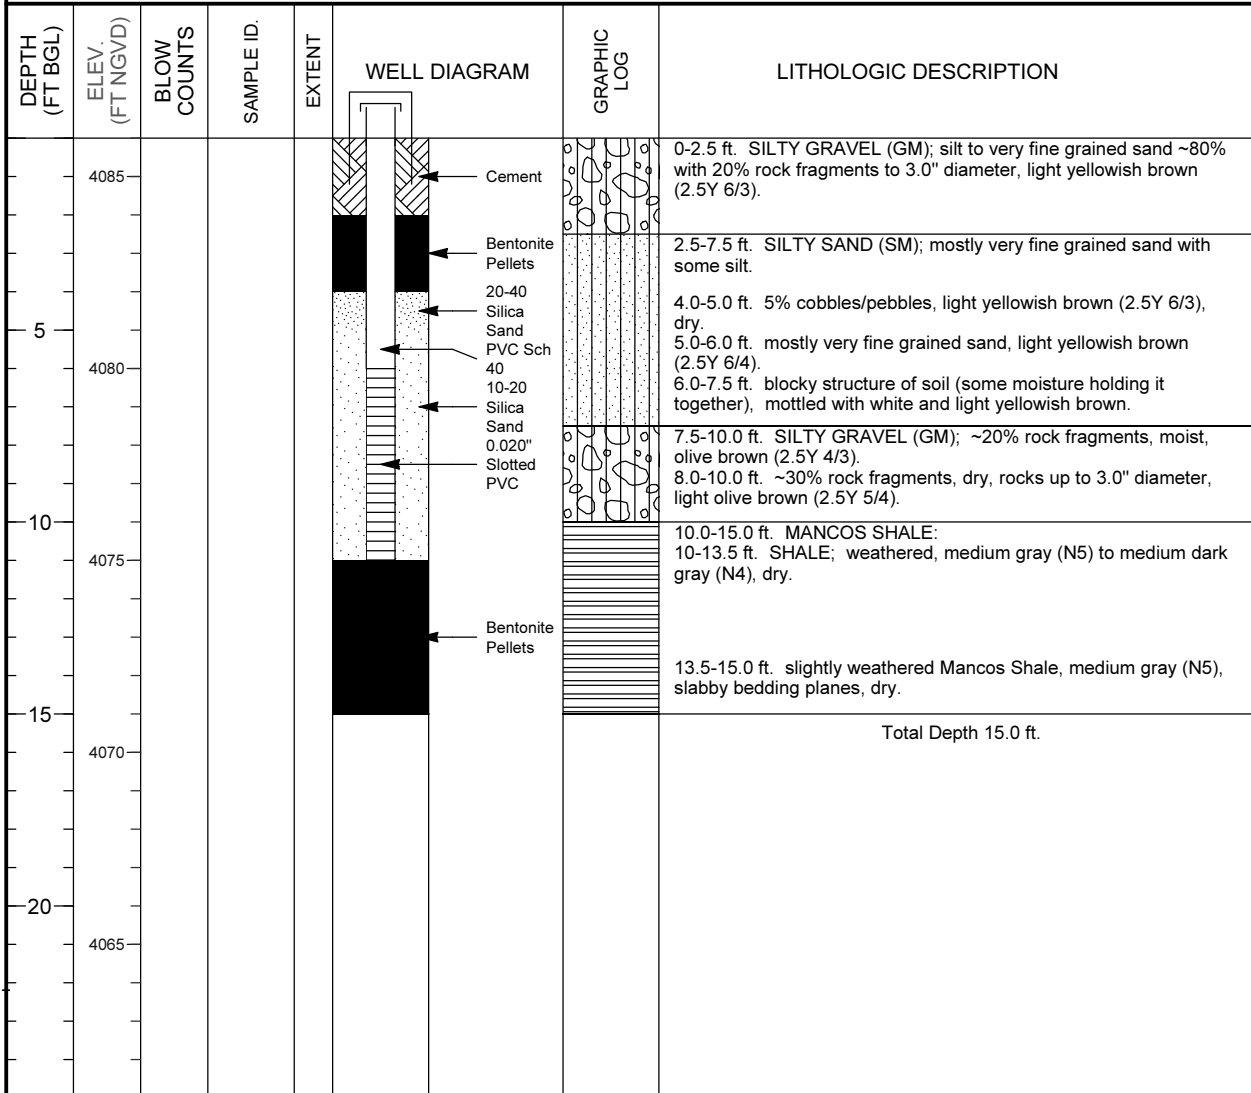 DEPTH
(FT BGL)
ELEV.
(FT NGVD)
BLOW
COUNTS
SAMPLE ID.
EXTENT
WELL DIAGRAM
GRAPHIC
LOG
LITHOLOGIC DESCRIPTION
4085
5
4080
10
4075
15
4070
20
4065
Cement
Bentonite
Pellets
20-40
Silica
Sand
PVC Sch
40
10-20
Silica
Sand
0.020"
Slotted
PVC
Bentonite
Pellets
0-2.5 ft. SILTY GRAVEL (GM); silt to very fine grained sand ~80%
with 20% rock fragments to 3.0" diameter, light yellowish brown
(2.5Y 6/3).
2.5-7.5 ft. SILTY SAND (SM); mostly very fine grained sand with
some silt.
4.0-5.0 ft. 5% cobbles/pebbles, light yellowish brown (2.5Y 6/3),
dry.
5.0-6.0 ft. mostly very fine grained sand, light yellowish brown
(2.5Y 6/4).
6.0-7.5 ft. blocky structure of soil (some moisture holding it
together), mottled with white and light yellowish brown.
7.5-10.0 ft. SILTY GRAVEL (GM); ~20% rock fragments, moist,
olive brown (2.5Y 4/3).
8.0-10.0 ft. ~30% rock fragments, dry, rocks up to 3.0" diameter,
light olive brown (2.5Y 5/4).
10.0-15.0 ft. MANCOS SHALE:
10-13.5 ft. SHALE; weathered, medium gray (N5) to medium dark
gray (N4), dry.
13.5-15.0 ft. slightly weathered Mancos Shale, medium gray (N5),
slabby bedding planes, dry.
Total Depth 15.0 ft.